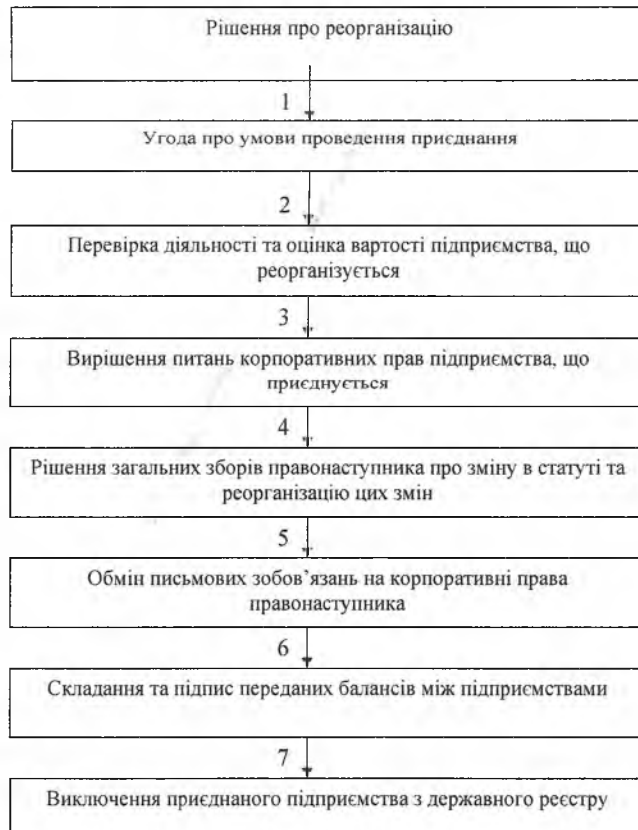 Рішення про реорганізацію
1
Угода про умови проведення приєднання
2
Перевірка діяльності та оцінка вартості підприємства, що
реорганізується
3
Вирішення питань корпоративних прав підприємства, що
приєднується
4
Рішення загальних зборів правонаступника про зміну в статуті та
реорганізацію цих змін
5
Обмін письмових зобов’язань на корпоративні права
правонаступника
6
Складання та підпис переданих балансів між підприємствами
7
Виключення приєднаного підприємства з державного реєстру